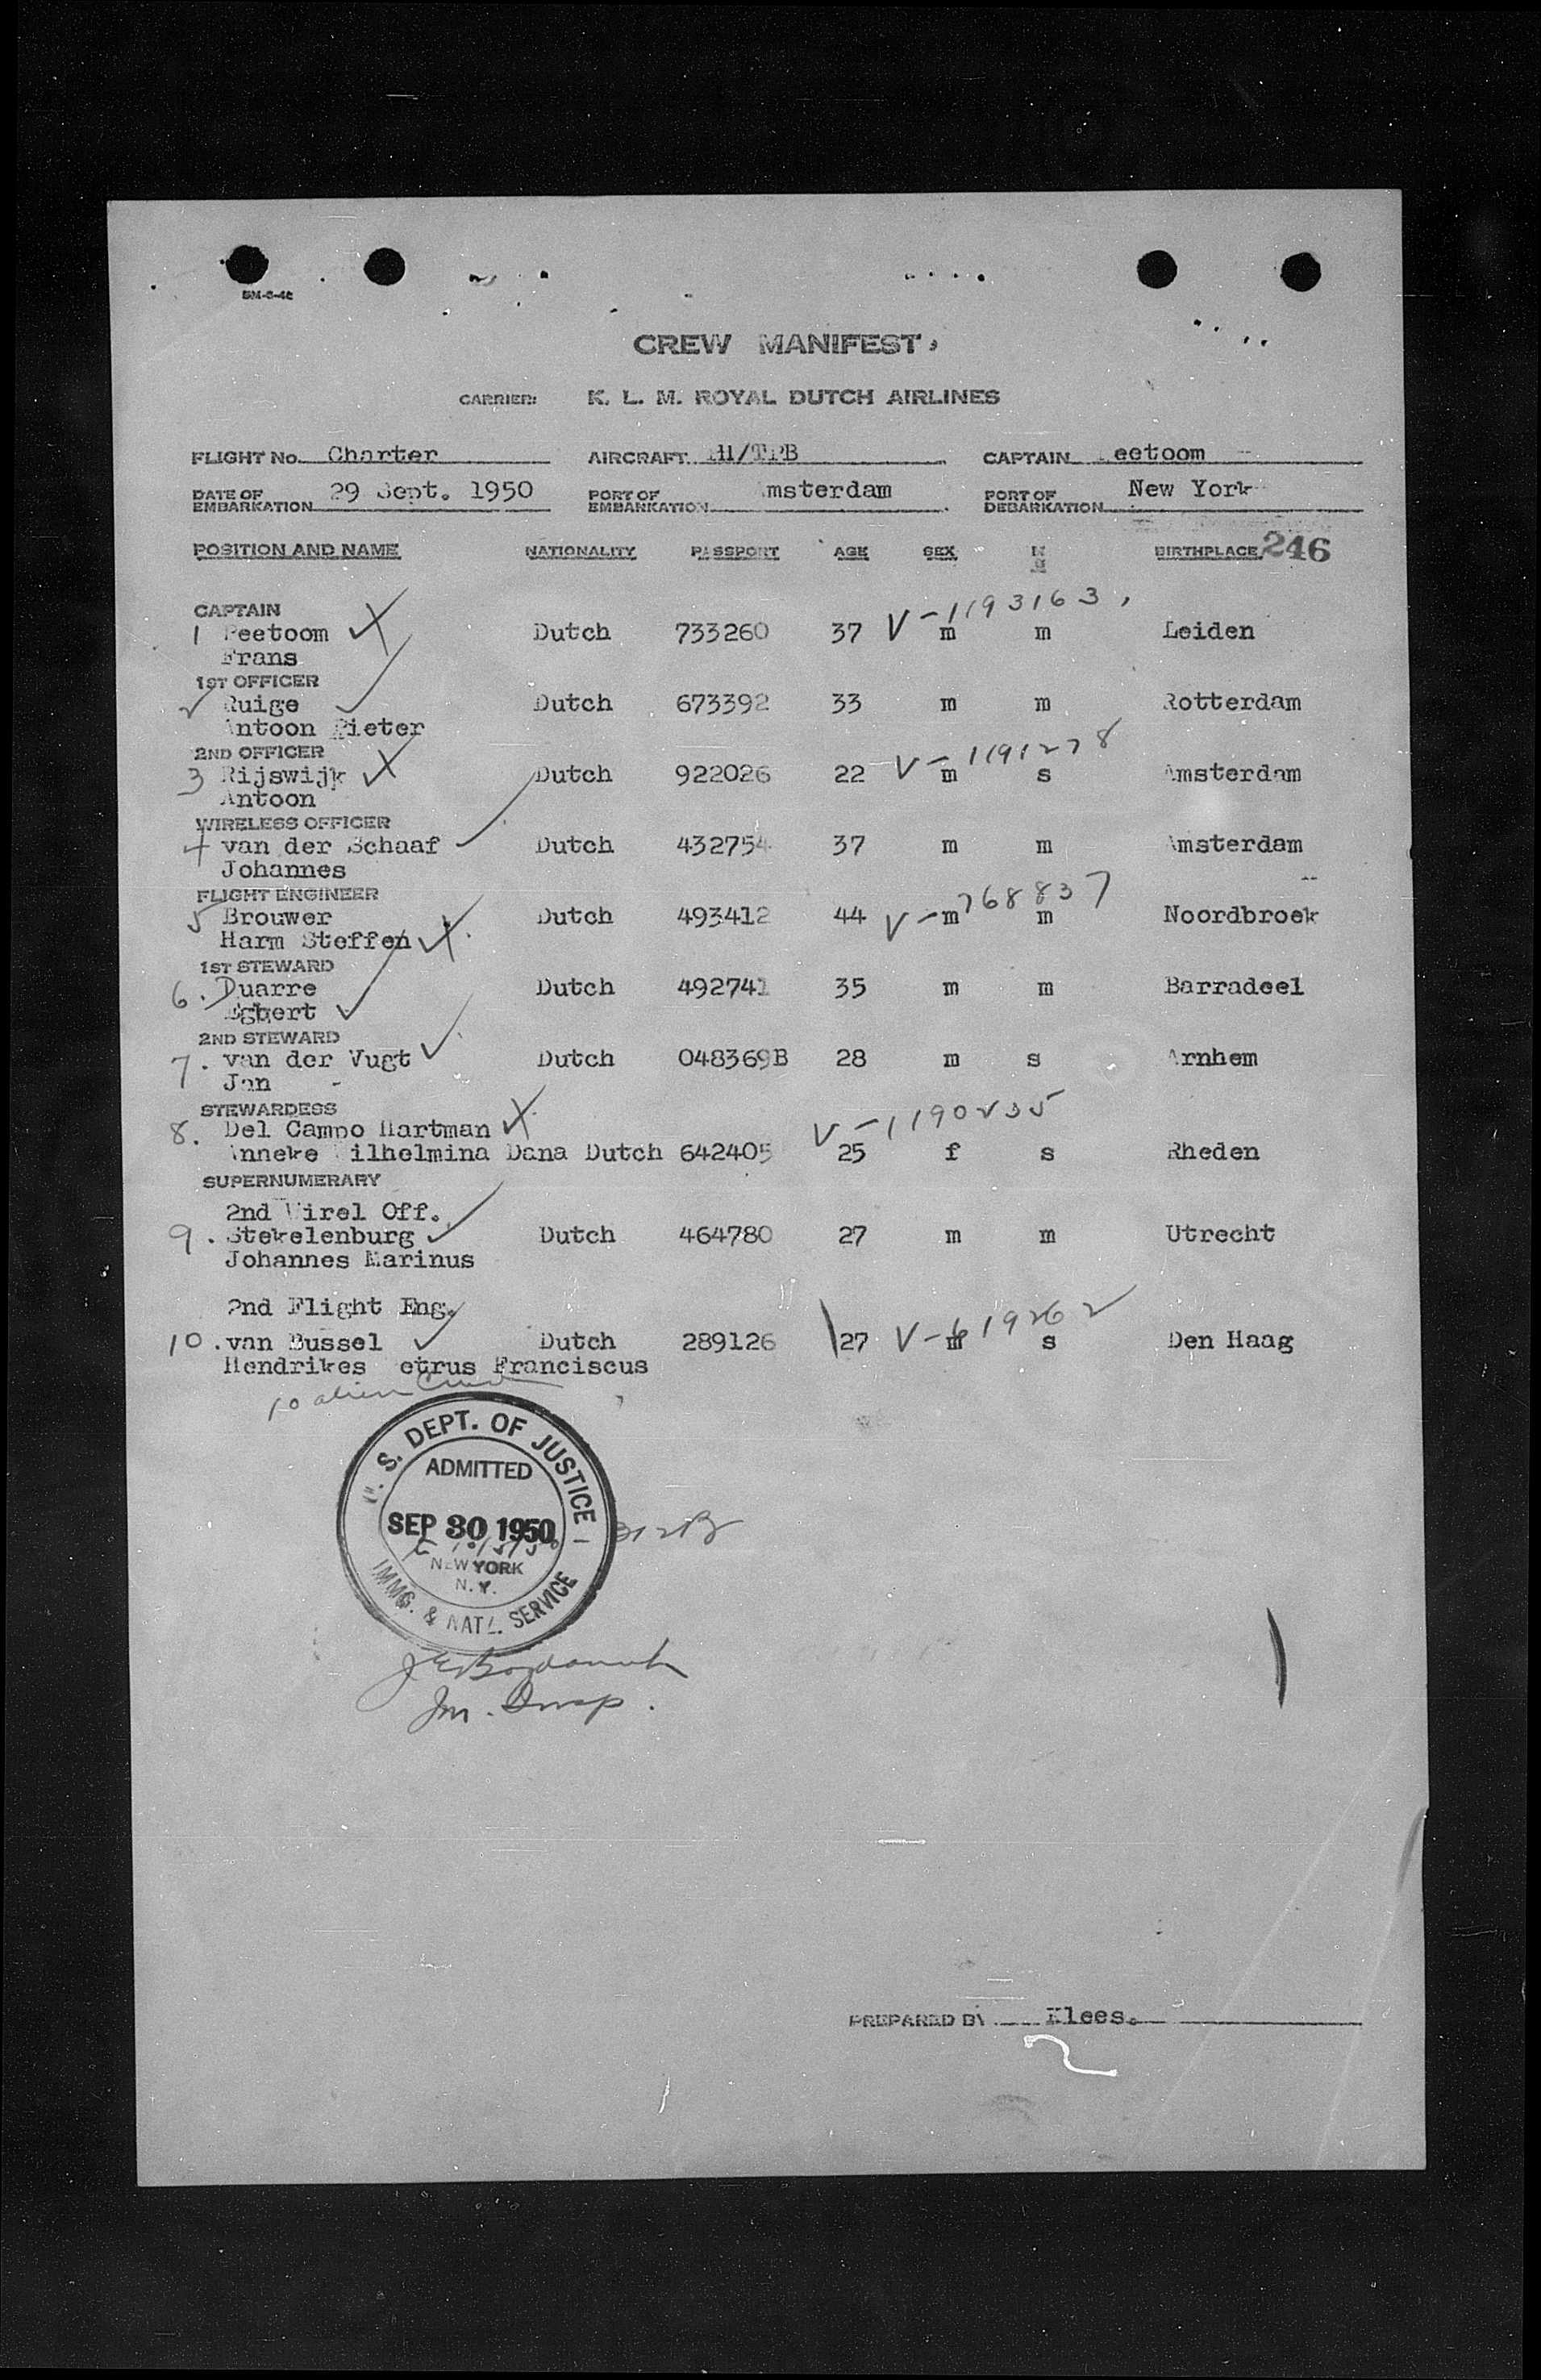 CREW MANIFEST
CARRIER: K. L. M. ROYAL DUTCH AIRLINES
FLIGHT No. Charter AIRCRAFT CAPTAIN eetoom
DATE OF EMBARKATION 29 Sept. 1950 PORT OF EMBARKATION Amsterdam PORT OF DEBARKATION New York
POSITION AND NAME NATIONALITY PASSPORT AGE SEX M BIRTHPLACE 246
CAPTAIN V-1193163
1 Peetoom Dutch 733260 37 m m Leiden
Frans
1ST OFFICER
2 Ruige Dutch 673392 33 m m Rotterdam
Antoon Pieter
2ND OFFICER V-1191278
3 Rijswijk Dutch 922026 22 m s Amsterdam
Antoon
WIRELESS OFFICER
4 van der Schaaf Dutch 432754 37 m m Amsterdam
Johannes
FLIGHT ENGINEER V-768837
5 Brouwer Dutch 493412 44 m m Noordbroek
Harm Steffen
1ST STEWARD
6. Duarre Dutch 492741 35 m m Barradeel
Egbert
2ND STEWARD
7. van der Vugt Dutch 048369B 28 m s Arnhem
Jan -
STEWARDESS
8. Del Campo Hartman V-1190235
Anneke Wilhelmina Dana Dutch 642405 25 f s Rheden
SUPERNUMERARY
2nd Wirel Off.
9. Stekelenburg Dutch 464780 27 m m Utrecht
Johannes Marinus
2nd Flight Eng.
10. van Bussel Dutch 289126 27 V-619262 m s Den Haag
Hendrikes Petrus Franciscus
10 alien Crew
U. S. DEPT. OF JUSTICE
ADMITTED
SEP 30 1950
NEW YORK
N. Y.
IMMG. & NAT'L. SERVICE
Im. Insp.
PREPARED BY Klees.
2